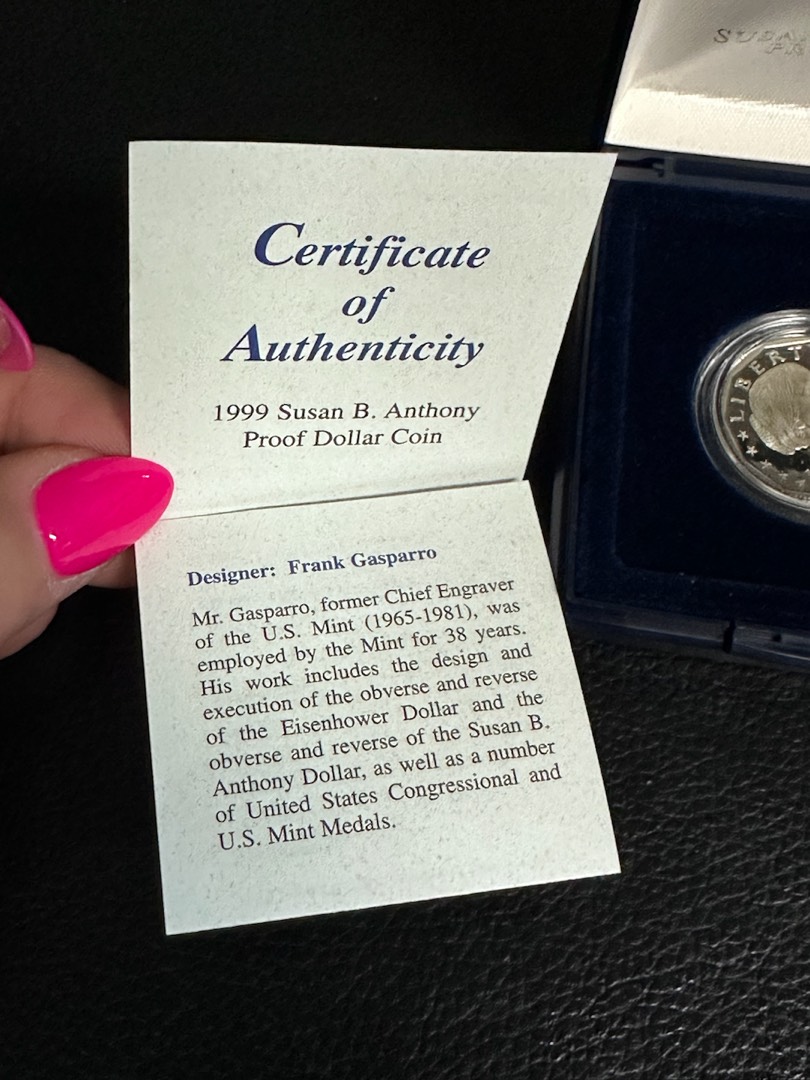 Certificate
of
Authenticity
1999 Susan B. Anthony
Proof Dollar Coin
Designer: Frank Gasparro
Mr. Gasparro, former Chief Engraver
of the U.S. Mint (1965-1981), was
employed by the Mint for 38 years.
His work includes the design and
execution of the obverse and reverse
of the Eisenhower Dollar and the
obverse and reverse of the Susan B.
Anthony Dollar, as well as a number
of United States Congressional and
U.S. Mint Medals.